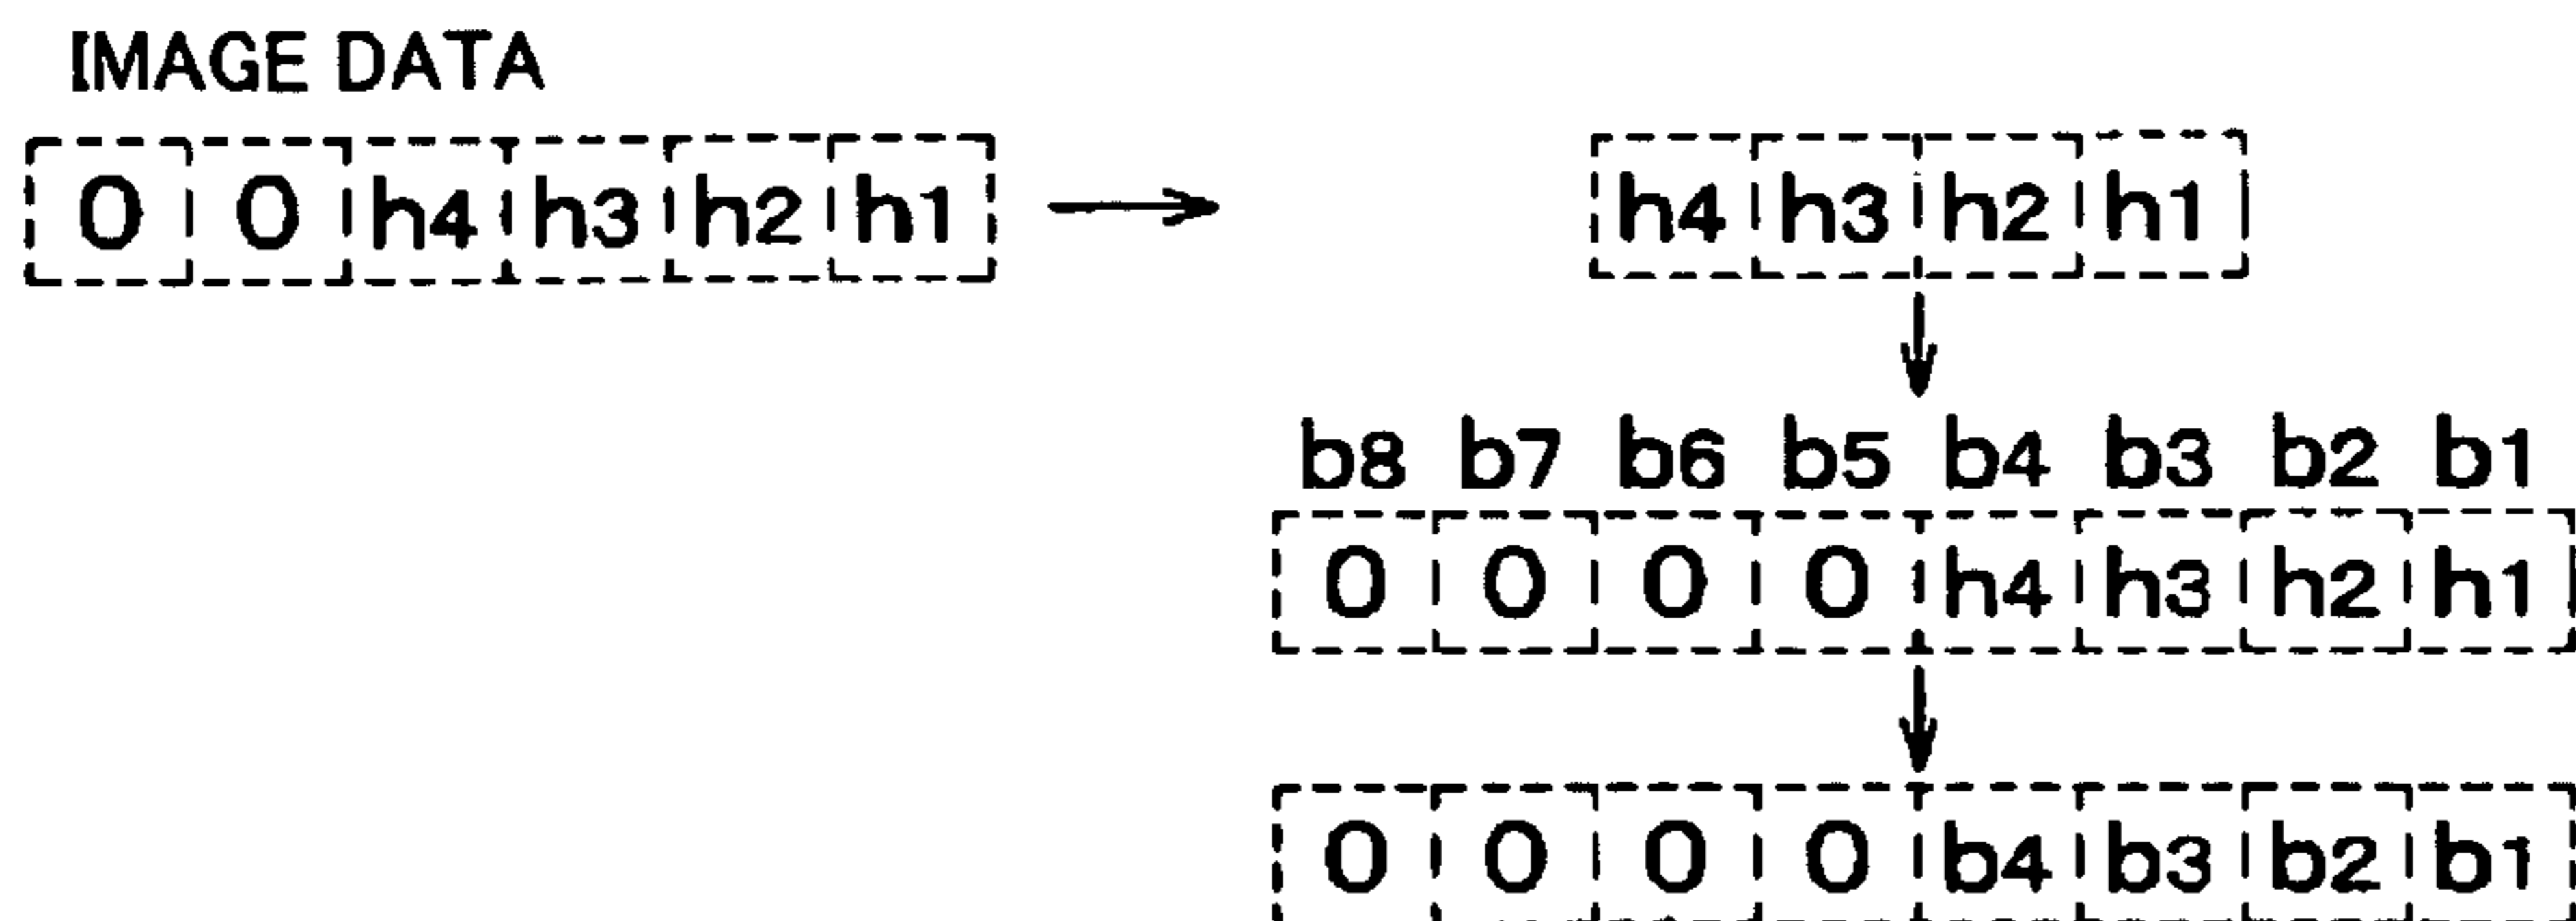 IMAGE DATA
0 0 h4 h3 h2 h1
h4 h3 h2 h1
b8 b7 b6 b5 b4 b3 b2 b1
0 0 0 0 h4 h3 h2 h1
0 0 0 0 b4 b3 b2 b1